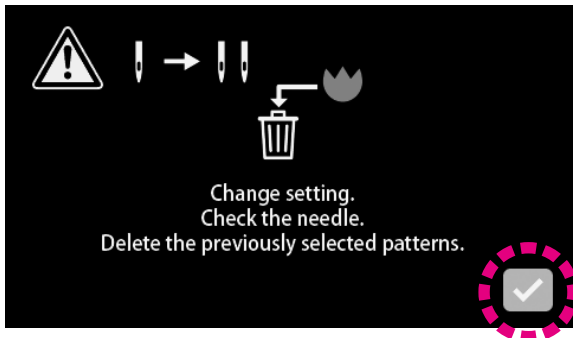 Change setting.
Check the needle.
Delete the previously selected patterns.